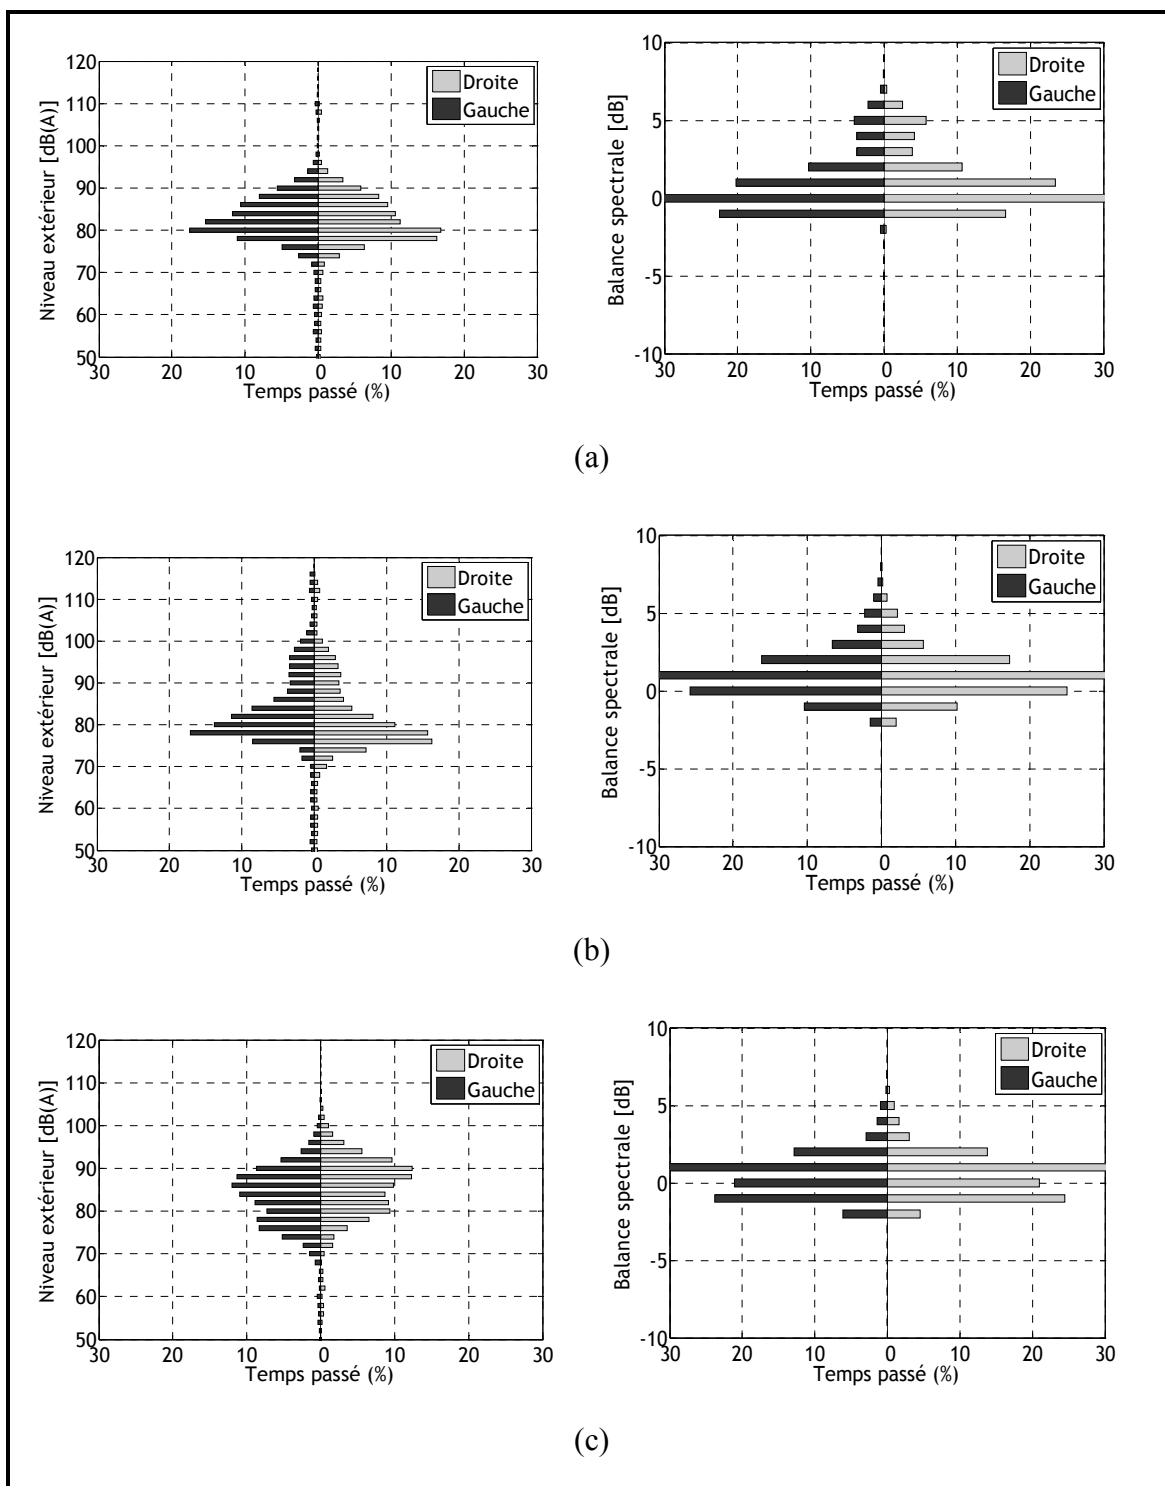 Niveau extérieur [dB(A)]
120
110
100
90
80
70
60
50
30 20 10 0 10 20 30
Temps passé (%)
Droite
Gauche
Balance spectrale [dB]
10
5
0
-5
-10
30 20 10 0 10 20 30
Temps passé (%)
Droite
Gauche
(a)
Niveau extérieur [dB(A)]
120
110
100
90
80
70
60
50
30 20 10 0 10 20 30
Temps passé (%)
Droite
Gauche
Balance spectrale [dB]
10
5
0
-5
-10
30 20 10 0 10 20 30
Temps passé (%)
Droite
Gauche
(b)
Niveau extérieur [dB(A)]
120
110
100
90
80
70
60
50
30 20 10 0 10 20 30
Temps passé (%)
Droite
Gauche
Balance spectrale [dB]
10
5
0
-5
-10
30 20 10 0 10 20 30
Temps passé (%)
Droite
Gauche
(c)